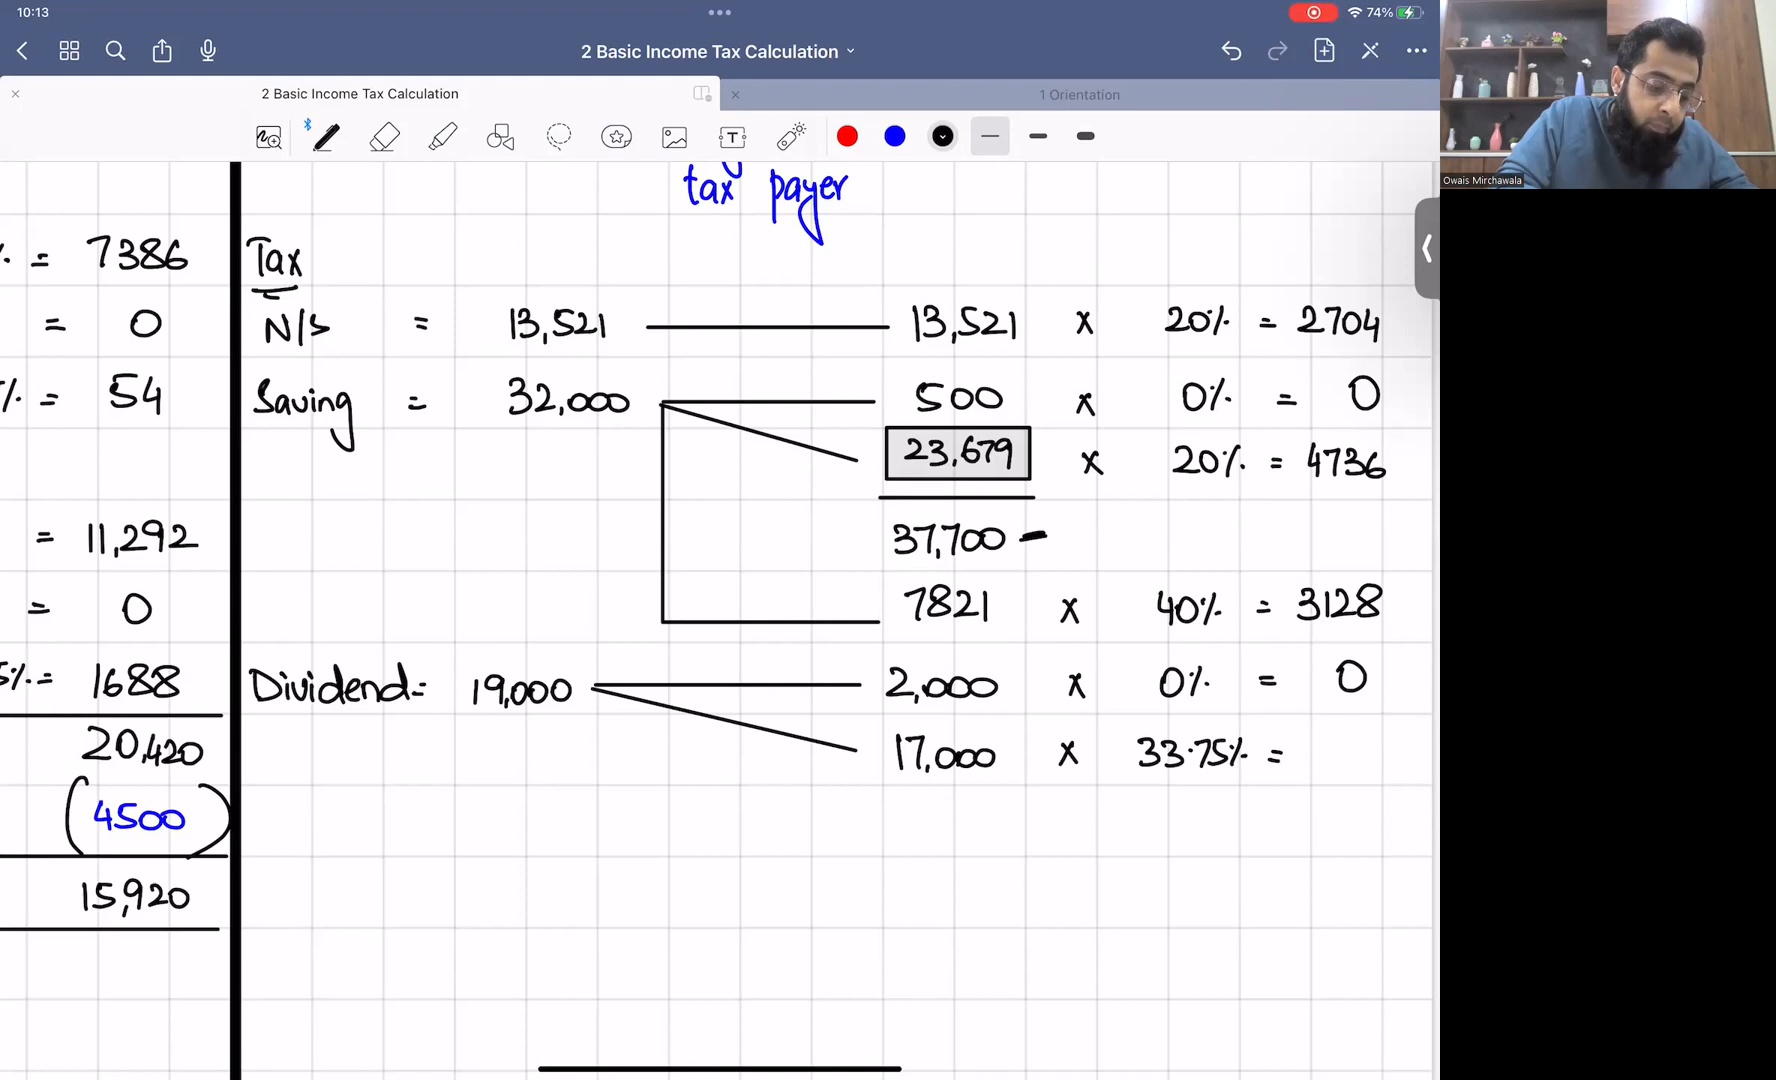 10:13
74%
2 Basic Income Tax Calculation
2 Basic Income Tax Calculation
1 Orientation
T
Owais Mirchawala
tax payer
% = 7386
= 0
% = 54
= 11,292
= 0
5% = 1688
20,420
(4500)
15,920
Tax
N/S = 13,521 13,521 x 20% = 2704
Saving = 32,000 500 x 0% = 0
23,679 x 20% = 4736
37,700 -
7821 x 40% = 3128
Dividend = 19,000 2,000 x 0% = 0
17,000 x 33.75% =